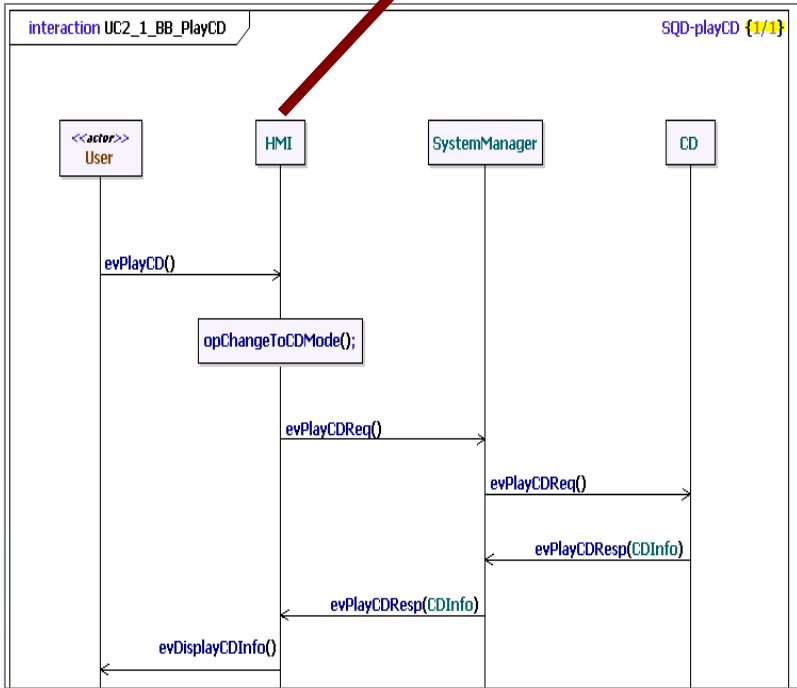 interaction UC2_1_BB_PlayCD
SQD-playCD {1/1}
<<actor>>
User
HMI
SystemManager
CD
evPlayCD()
opChangeToCDMode();
evPlayCDReq()
evPlayCDReq()
evPlayCDResp(CDInfo)
evPlayCDResp(CDInfo)
evDisplayCDInfo()